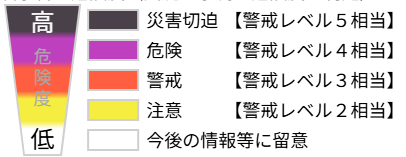 高
危険度
低
災害切迫 【警戒レベル５相当】
危険 【警戒レベル４相当】
警戒 【警戒レベル３相当】
注意 【警戒レベル２相当】
今後の情報等に留意